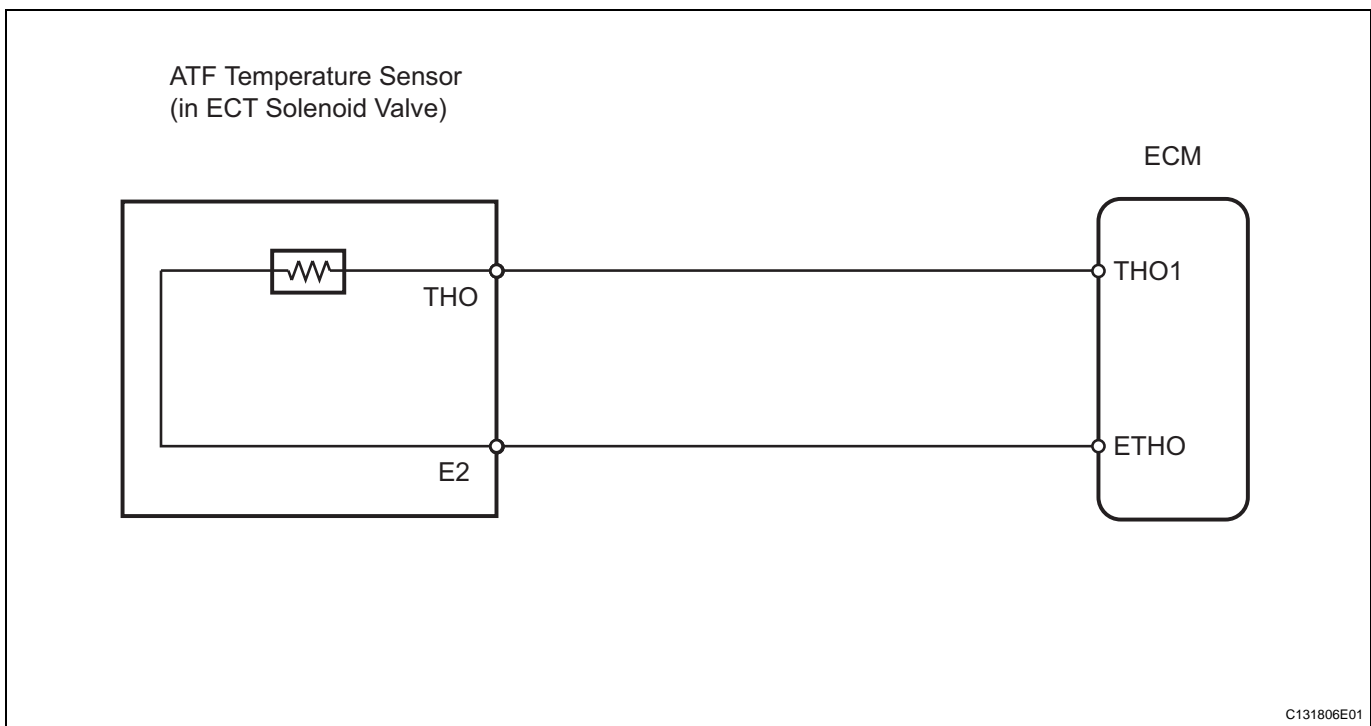 ATF Temperature Sensor
(in ECT Solenoid Valve)
ECM
THO
THO1
E2
ETHO
C131806E01